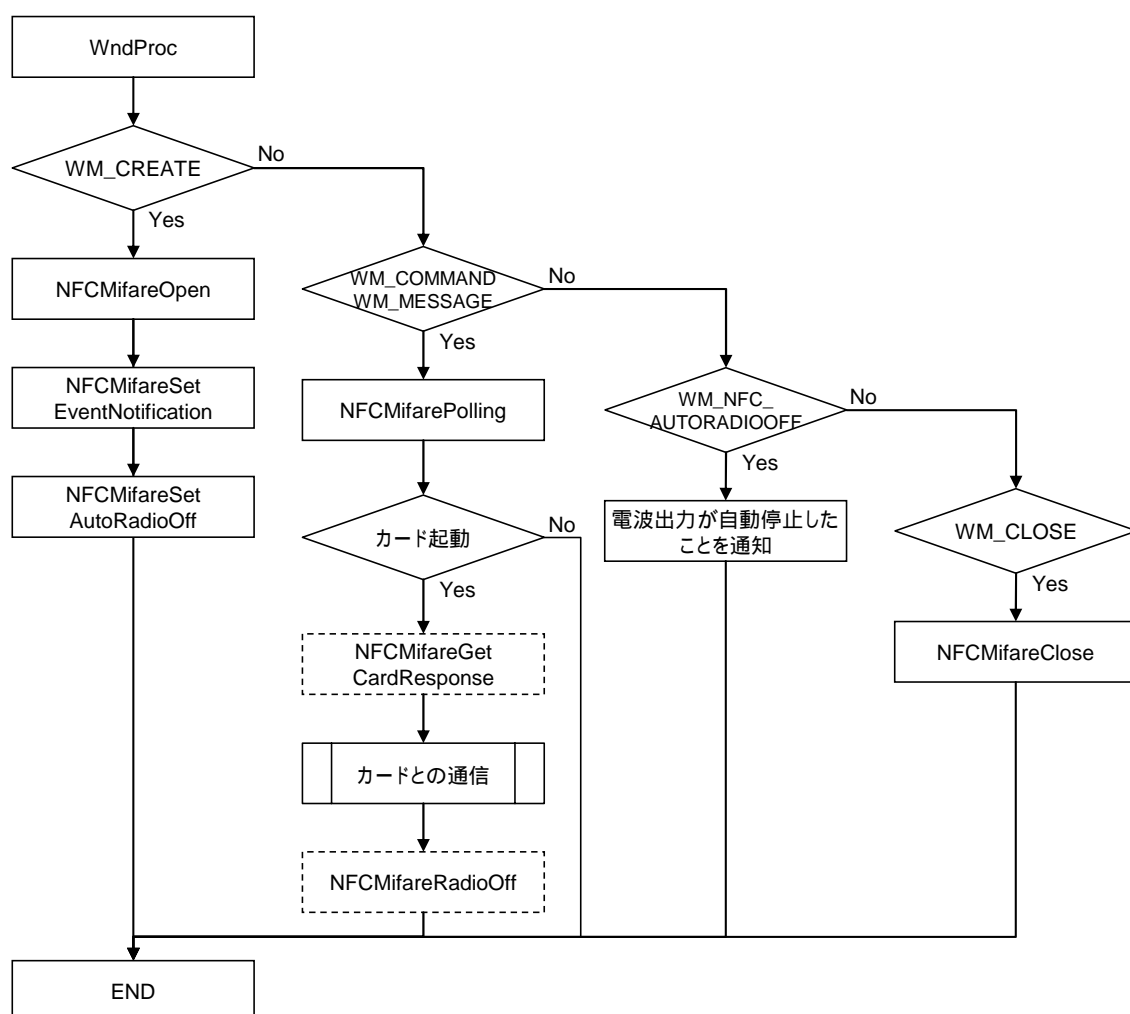 WndProc
WM_CREATE
No
Yes
NFCMifareOpen
NFCMifareSet
EventNotification
NFCMifareSet
AutoRadioOff
WM_COMMAND
WM_MESSAGE
No
Yes
NFCMifarePolling
カード起動
No
Yes
NFCMifareGet
CardResponse
カードとの通信
NFCMifareRadioOff
WM_NFC_
AUTORADIOOFF
No
Yes
電波出力が自動停止した
ことを通知
WM_CLOSE
Yes
NFCMifareClose
END